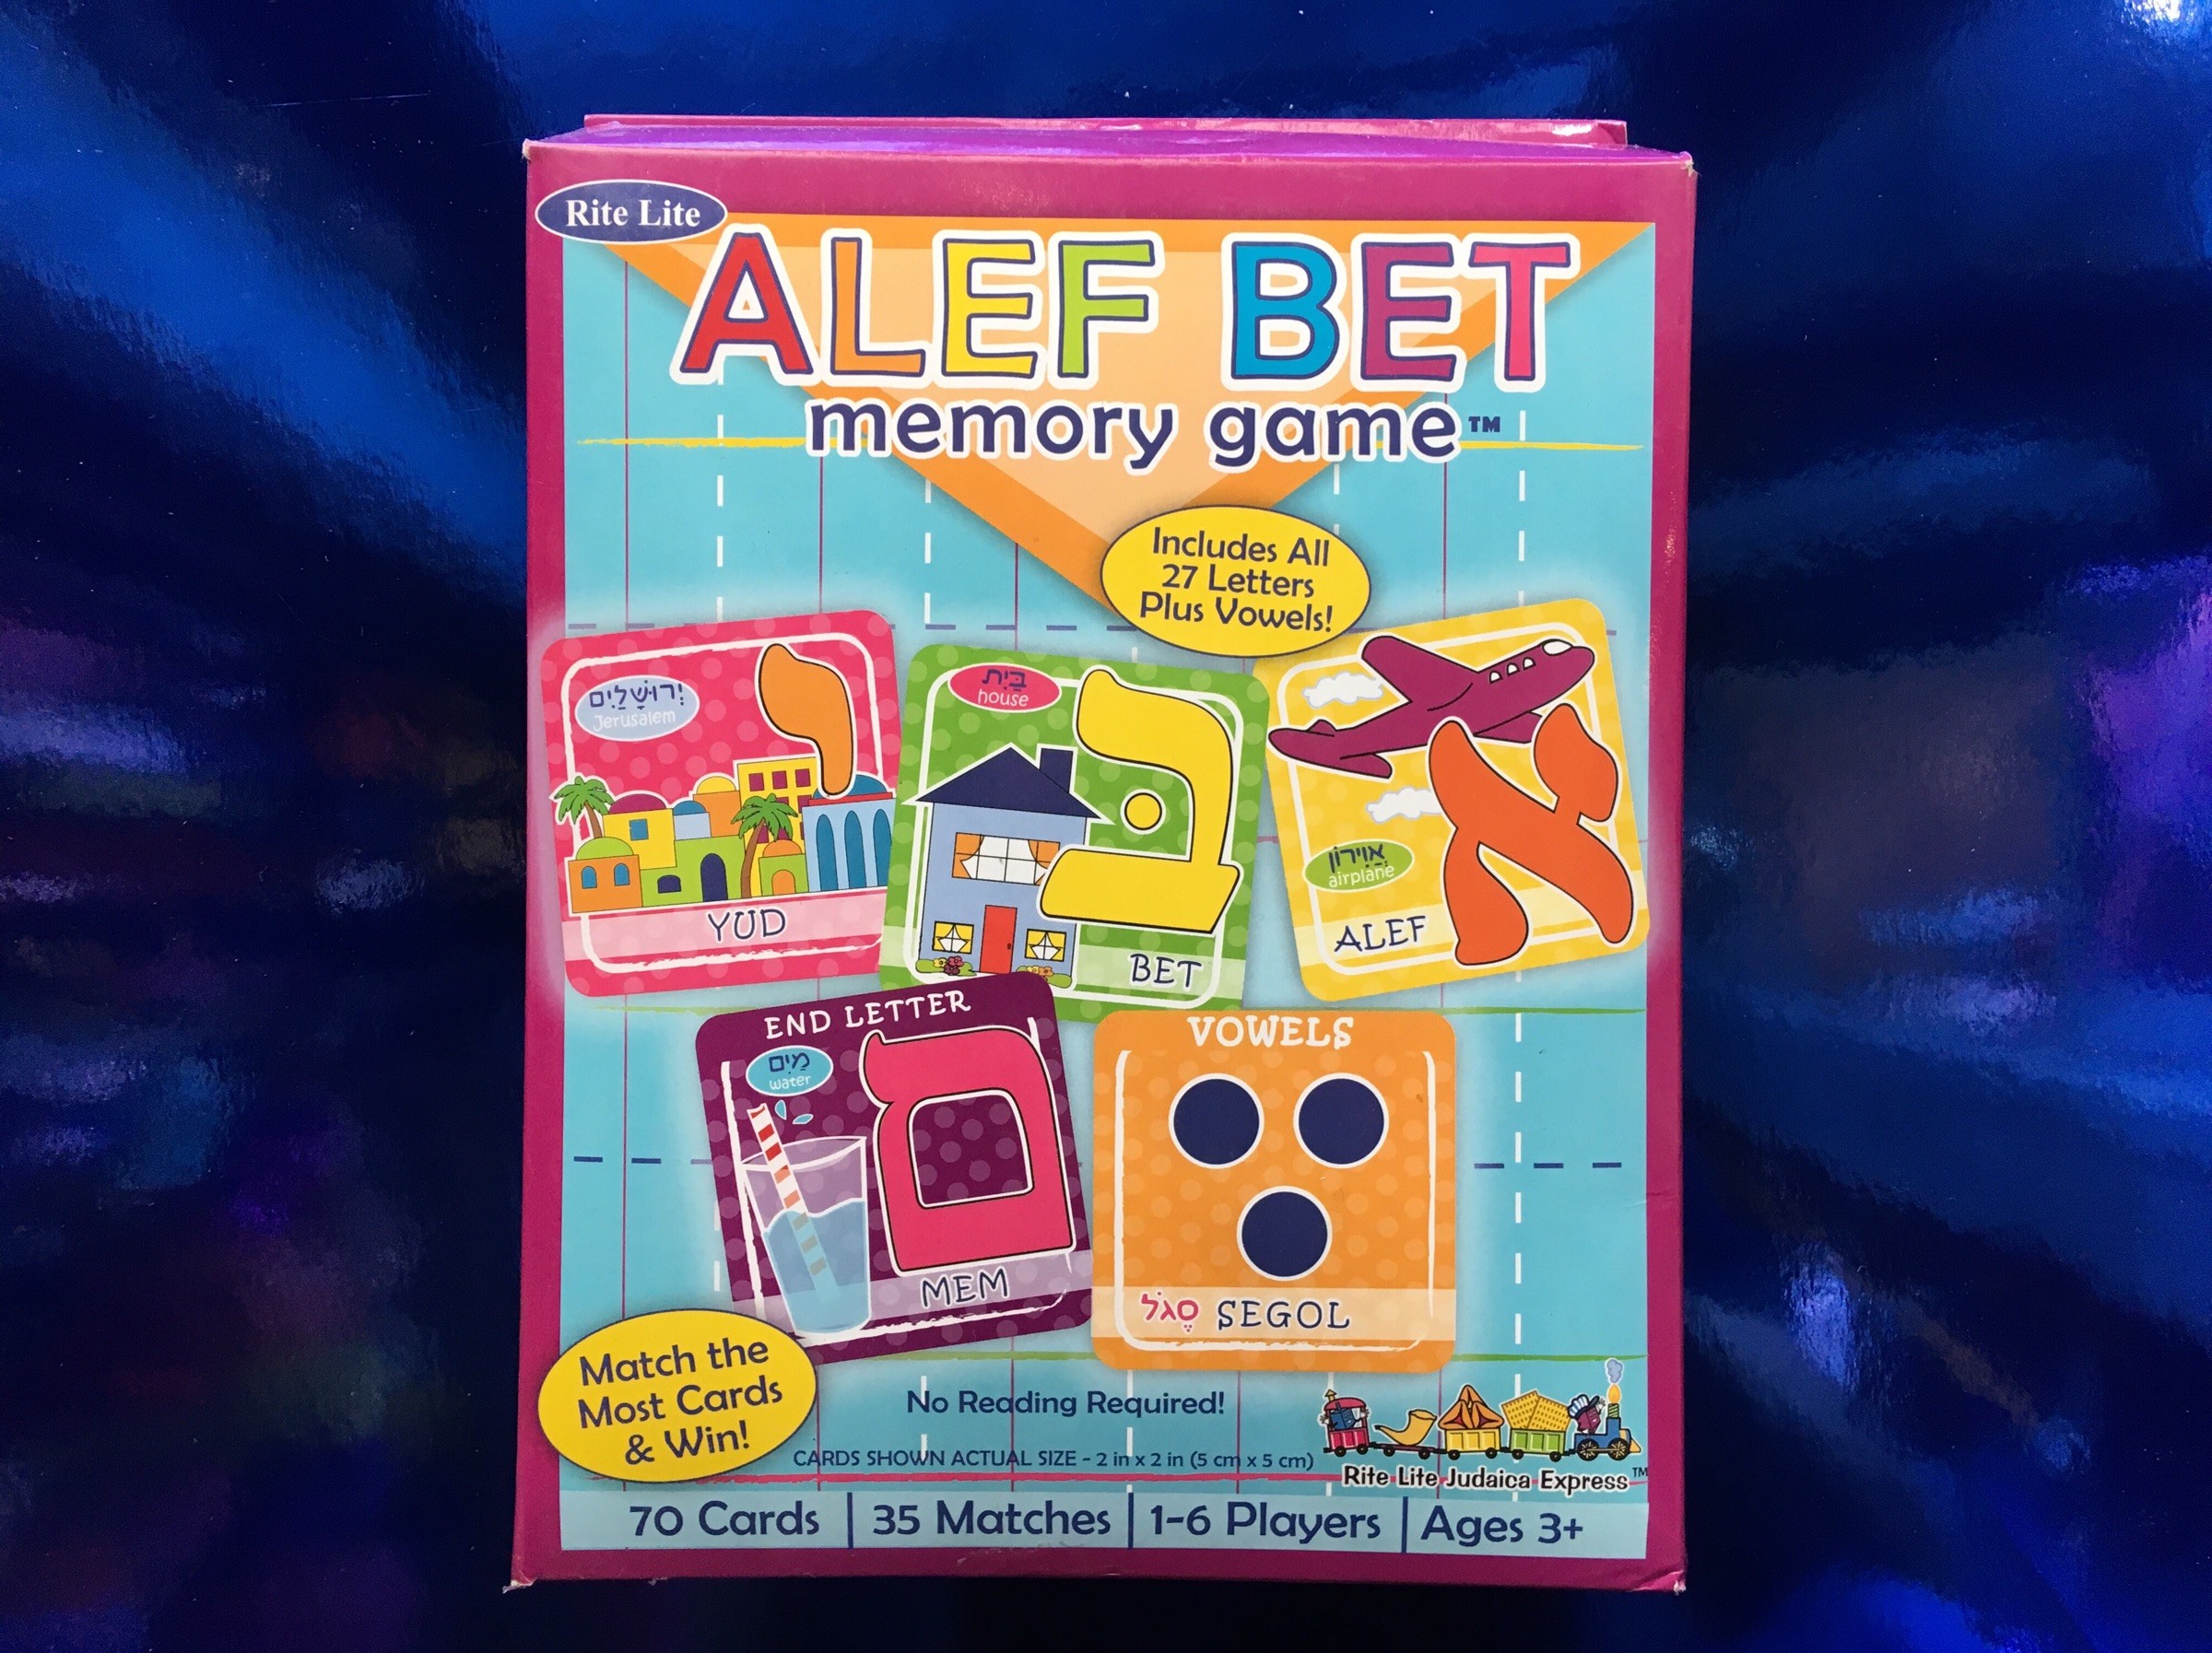 Rite Lite
ALEF BET
memory game™
Includes All
27 Letters
Plus Vowels!
יְרוּשָׁלַיִם
Jerusalem
י
YUD
בַּיִת
house
בּ
BET
אֲוִירוֹן
airplane
א
ALEF
END LETTER
מַיִם
water
ם
MEM
VOWELS
סֶגֹל SEGOL
Match the
Most Cards
& Win!
No Reading Required!
CARDS SHOWN ACTUAL SIZE - 2 in x 2 in (5 cm x 5 cm)
Rite Lite Judaica Express™
70 Cards | 35 Matches | 1-6 Players | Ages 3+